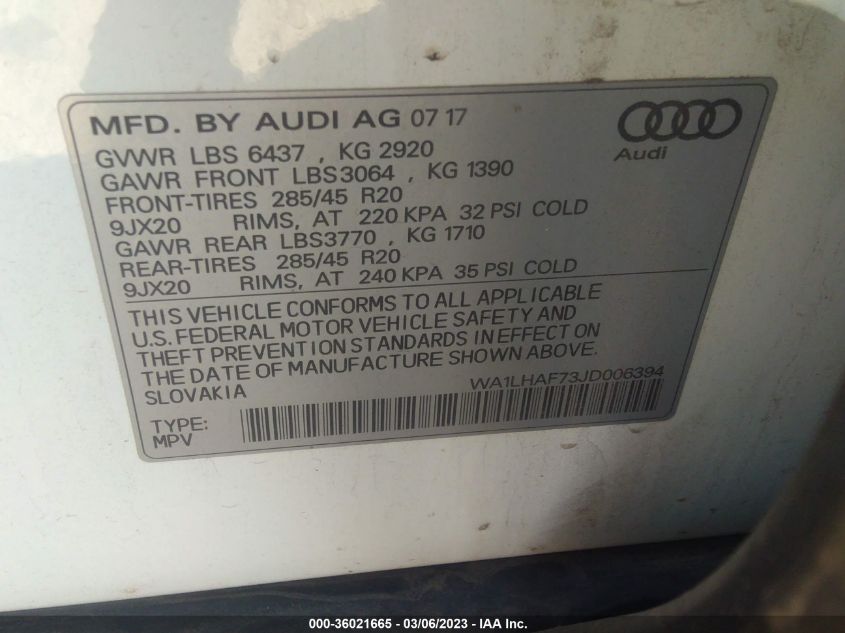 MFD. BY AUDI AG 07 17
Audi
GVWR LBS 6437 , KG 2920
GAWR FRONT LBS3064 , KG 1390
FRONT-TIRES 285/45 R20
9JX20 RIMS, AT 220 KPA 32 PSI COLD
GAWR REAR LBS3770 , KG 1710
REAR-TIRES 285/45 R20
9JX20 RIMS, AT 240 KPA 35 PSI COLD
THIS VEHICLE CONFORMS TO ALL APPLICABLE
U.S. FEDERAL MOTOR VEHICLE SAFETY AND
THEFT PREVENTION STANDARDS IN EFFECT ON
THE DATE OF MANUFACTURE SHOWN ABOVE.
SLOVAKIA
WA1LHAF73JD006394
TYPE:
MPV
000-36021665 - 03/06/2023 - IAA Inc.